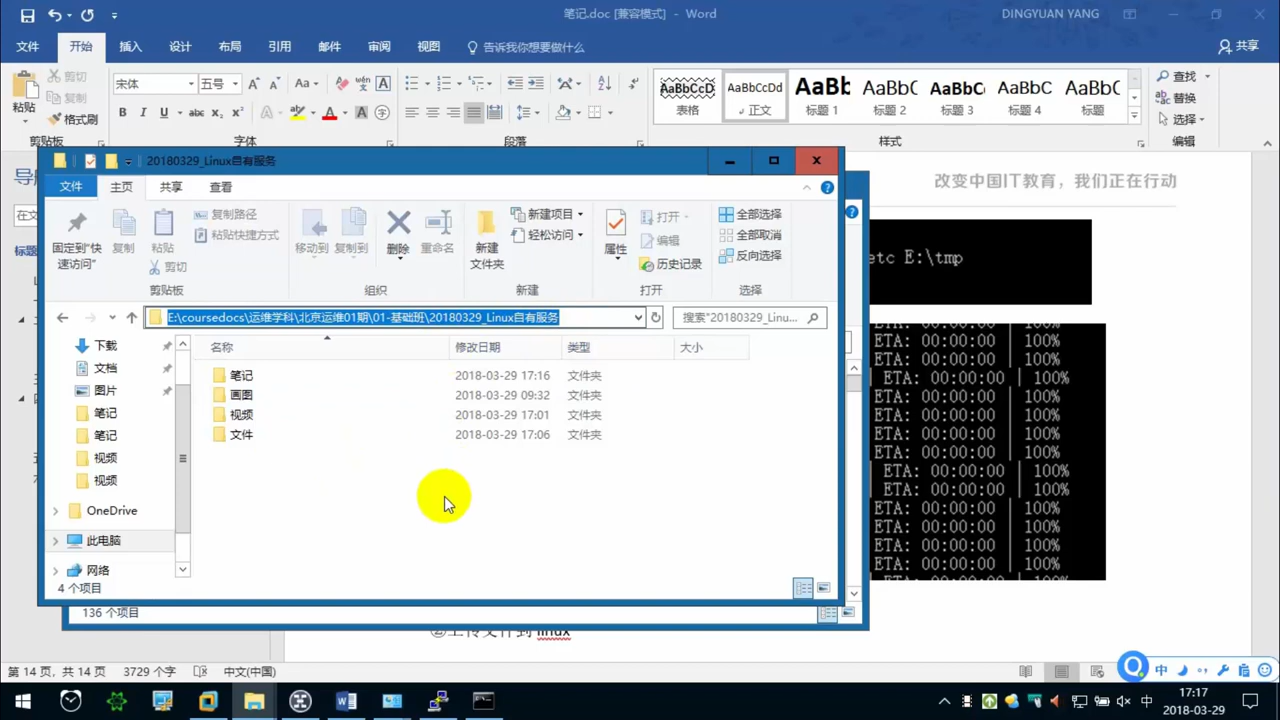 笔记.doc [兼容模式] - Word
DINGYUAN YANG
文件 开始 插入 设计 布局 引用 邮件 审阅 视图 告诉我你想要做什么
共享
粘贴
剪切
复制
格式刷
剪贴板
宋体 五号
字体
段落
AaBbCcD 表格
AaBbCcDd 正文
AaBb 标题 1
AaBbC 标题 2
AaBbC 标题 3
AaBbC 标题 4
AaBbC 标题
样式
查找
替换
选择
编辑
20180329_Linux自有服务
文件 主页 共享 查看
固定到"快速访问"
复制
粘贴
复制路径
粘贴快捷方式
剪切
剪贴板
移动到
复制到
删除
重命名
组织
新建文件夹
新建项目
轻松访问
新建
属性
打开
编辑
历史记录
打开
全部选择
全部取消
反向选择
选择
E:\coursedocs\运维学科\北京运维01期\01-基础班\20180329_Linux自有服务
搜索"20180329_Linu...
名称 修改日期 类型 大小
笔记 2018-03-29 17:16 文件夹
画图 2018-03-29 09:32 文件夹
视频 2018-03-29 17:01 文件夹
文件 2018-03-29 17:06 文件夹
下载
文档
图片
笔记
笔记
视频
视频
OneDrive
此电脑
网络
4 个项目
136 个项目
改变中国IT教育，我们正在行动
etc E:\tmp
ETA: 00:00:00 | 100%
ETA: 00:00:00 | 100%
ETA: 00:00:00 | 100%
ETA: 00:00:00 | 100%
ETA: 00:00:00 | 100%
ETA: 00:00:00 | 100%
ETA: 00:00:00 | 100%
ETA: 00:00:00 | 100%
ETA: 00:00:00 | 100%
ETA: 00:00:00 | 100%
ETA: 00:00:00 | 100%
ETA: 00:00:00 | 100%
ETA: 00:00:00 | 100%
ETA: 00:00:00 | 100%
②上传文件到 linux
第 14 页，共 14 页 3729 个字 中文(中国)
中
中
17:17
2018-03-29